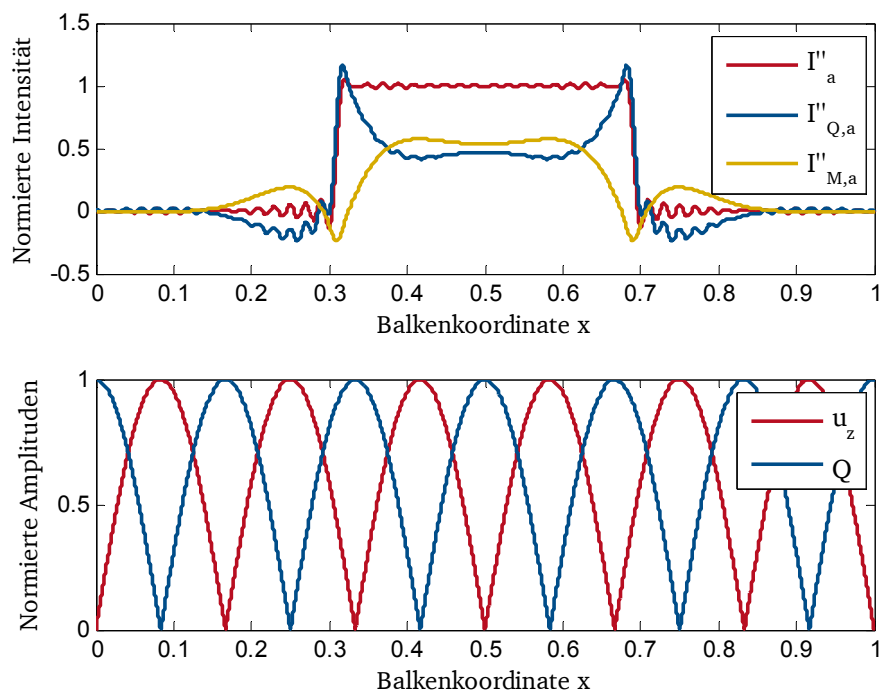 Normierte Intensität
1.5
1
0.5
0
-0.5
I''a
I''Q,a
I''M,a
0 0.1 0.2 0.3 0.4 0.5 0.6 0.7 0.8 0.9 1
Balkenkoordinate x
Normierte Amplituden
1
0.5
0
uz
Q
0 0.1 0.2 0.3 0.4 0.5 0.6 0.7 0.8 0.9 1
Balkenkoordinate x